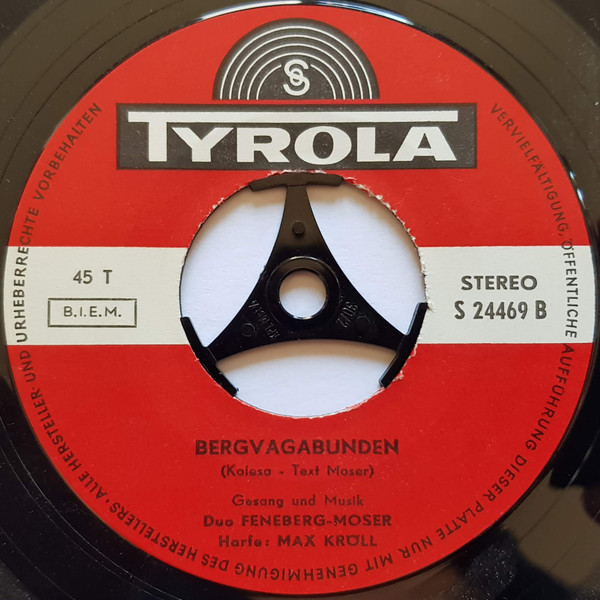 TYROLA
45 T
B.I.E.M.
STEREO
S 24469 B
BERGVAGABUNDEN
(Kolesa - Text Moser)
Gesang und Musik
Duo FENEBERG-MOSER
Harfe: MAX KRÖLL
ALLE HERSTELLER- UND URHEBERRECHTE VORBEHALTEN
VERVIELFÄLTIGUNG, ÖFFENTLICHE AUFFÜHRUNG DIESER PLATTE NUR MIT GENEHMIGUNG DES HERSTELLERS·